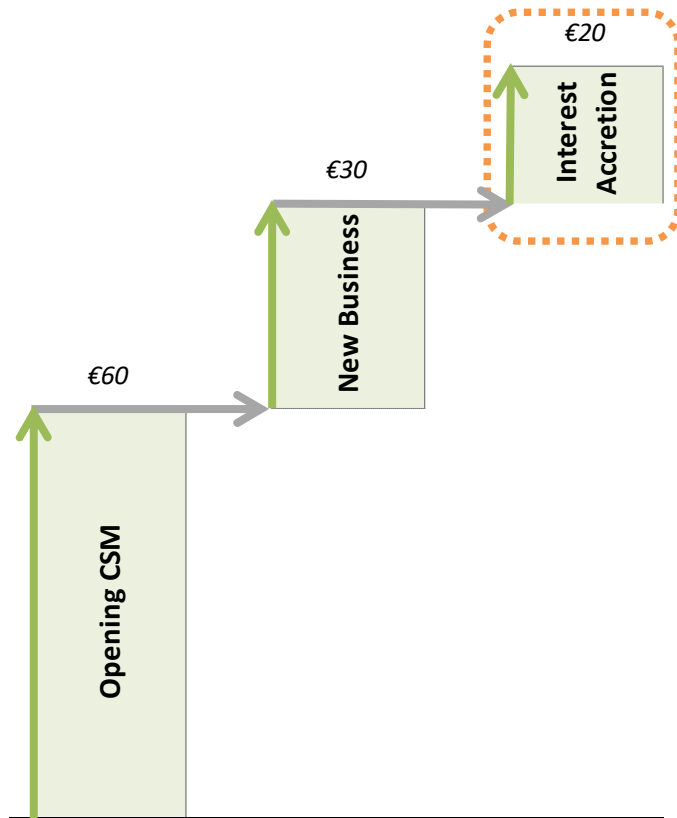 €20
Interest
Accretion
€30
New Business
€60
Opening CSM